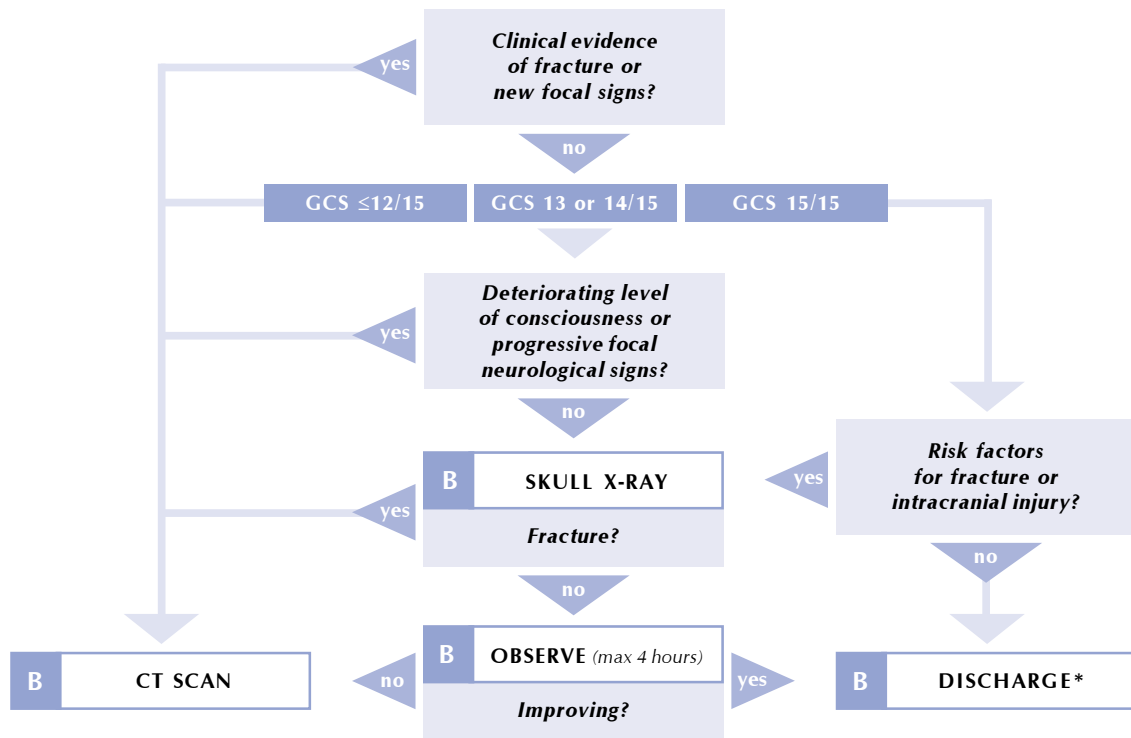 Clinical evidence
of fracture or
new focal signs?
yes
no
GCS ≤12/15
GCS 13 or 14/15
GCS 15/15
Deteriorating level
of consciousness or
progressive focal
neurological signs?
yes
no
Risk factors
for fracture or
intracranial injury?
yes
no
B
SKULL X-RAY
Fracture?
yes
no
B
OBSERVE (max 4 hours)
Improving?
no
yes
B
CT SCAN
B
DISCHARGE*